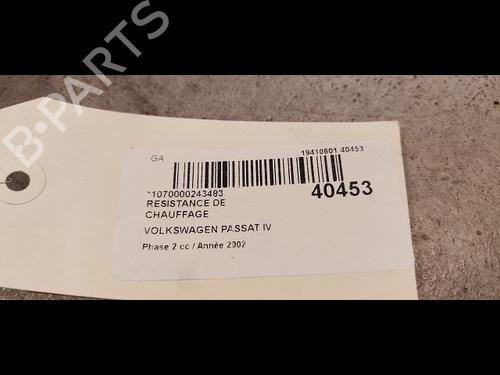 B-PARTS
GA
19410601 40453
*1070000243483
40453
RESISTANCE DE
CHAUFFAGE
VOLKSWAGEN PASSAT IV
Phase 2 cc / Année 2002